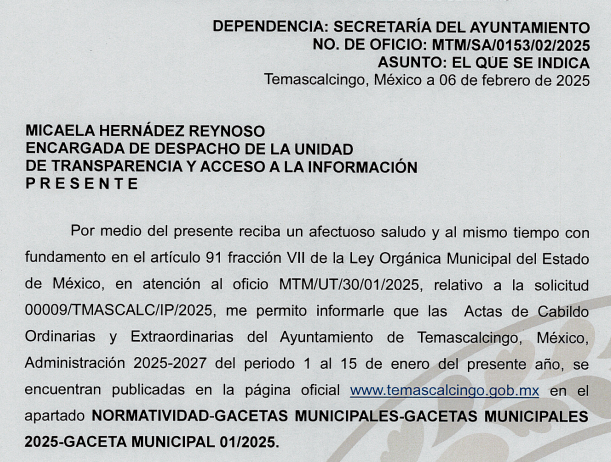 DEPENDENCIA: SECRETARÍA DEL AYUNTAMIENTO
NO. DE OFICIO: MTM/SA/0153/02/2025
ASUNTO: EL QUE SE INDICA
Temascalcingo, México a 06 de febrero de 2025
MICAELA HERNÁDEZ REYNOSO
ENCARGADA DE DESPACHO DE LA UNIDAD
DE TRANSPARENCIA Y ACCESO A LA INFORMACIÓN
P R E S E N T E
Por medio del presente reciba un afectuoso saludo y al mismo tiempo con
fundamento en el artículo 91 fracción VII de la Ley Orgánica Municipal del Estado
de México, en atención al oficio MTM/UT/30/01/2025, relativo a la solicitud
00009/TMASCALC/IP/2025, me permito informarle que las Actas de Cabildo
Ordinarias y Extraordinarias del Ayuntamiento de Temascalcingo, México,
Administración 2025-2027 del periodo 1 al 15 de enero del presente año, se
encuentran publicadas en la página oficial www.temascalcingo.gob.mx en el
apartado NORMATIVIDAD-GACETAS MUNICIPALES-GACETAS MUNICIPALES
2025-GACETA MUNICIPAL 01/2025.